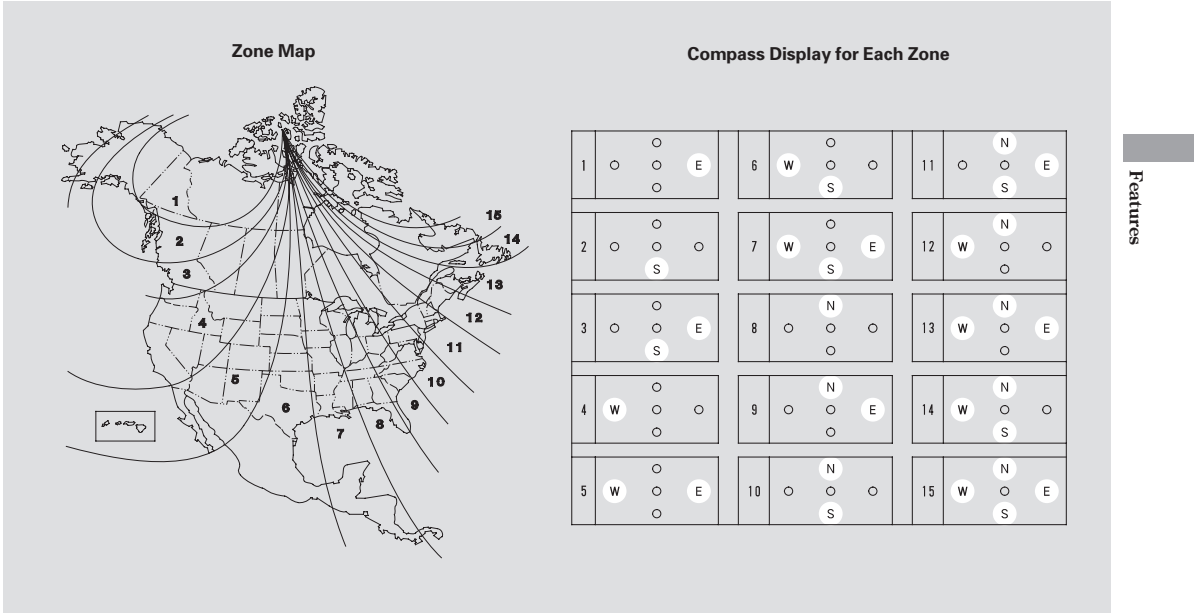 Zone Map
1
2
3
4
5
6
7
8
9
10
11
12
13
14
15
Compass Display for Each Zone
1 E
2 S
3 E S
4 W
5 W E
6 W S
7 W E S
8 N
9 N E
10 N S
11 N E S
12 N W
13 N W E
14 N W S
15 N W E S
Features